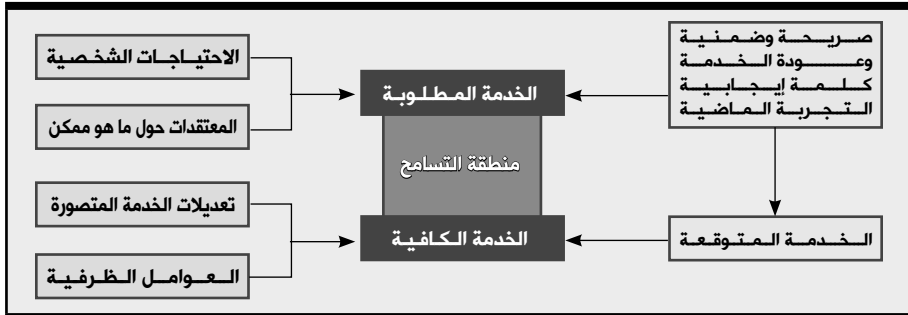 صريحة وضمنية
وعودة الخدمة
كلمة إيجابية
التجربة الماضية
الخدمة المتوقعة
الخدمة المطلوبة
منطقة التسامح
الخدمة الكافية
الاحتياجات الشخصية
المعتقدات حول ما هو ممكن
تعديلات الخدمة المتصورة
العوامل الظرفية